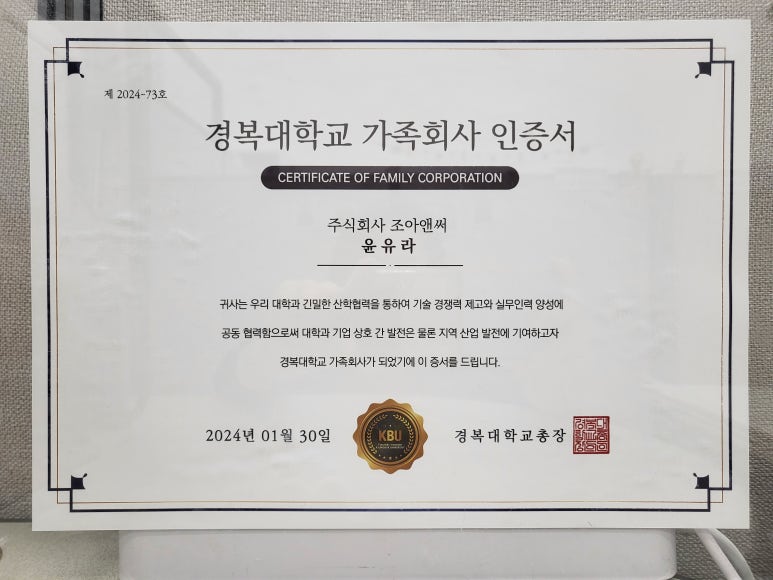 제 2024-73호
경복대학교 가족회사 인증서
CERTIFICATE OF FAMILY CORPORATION
주식회사 조아앤써
윤유라
귀사는 우리 대학과 긴밀한 산학협력을 통하여 기술 경쟁력 제고와 실무인력 양성에
공동 협력함으로써 대학과 기업 상호 간 발전은 물론 지역 산업 발전에 기여하고자
경복대학교 가족회사가 되었기에 이 증서를 드립니다.
2024년 01월 30일
KBU
경복대학교총장